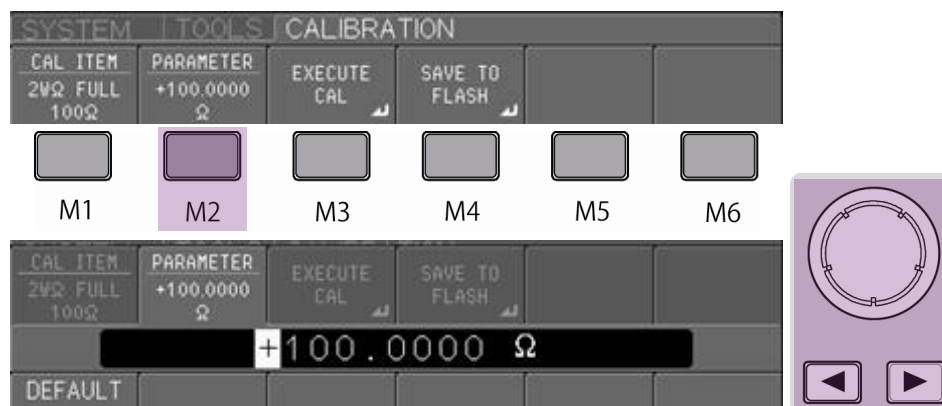 SYSTEM TOOLS CALIBRATION
CAL ITEM PARAMETER EXECUTE SAVE TO
2WΩ FULL +100.0000 CAL FLASH
100Ω Ω
M1 M2 M3 M4 M5 M6
CAL ITEM PARAMETER EXECUTE SAVE TO
2WΩ FULL +100.0000 CAL FLASH
100Ω Ω
+100.0000 Ω
DEFAULT